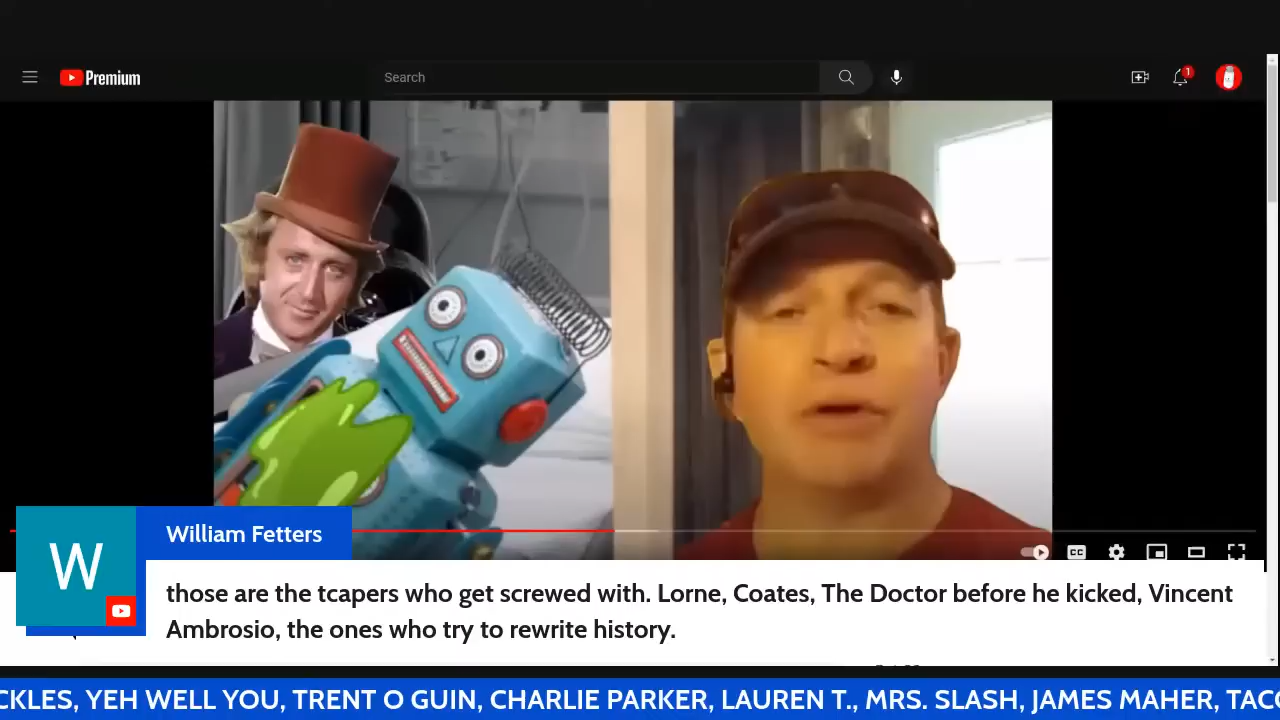 Premium
Search
1
CC
W
William Fetters
those are the tcapers who get screwed with. Lorne, Coates, The Doctor before he kicked, Vincent
Ambrosio, the ones who try to rewrite history.
CKLES, YEH WELL YOU, TRENT O GUIN, CHARLIE PARKER, LAUREN T., MRS. SLASH, JAMES MAHER, TACO